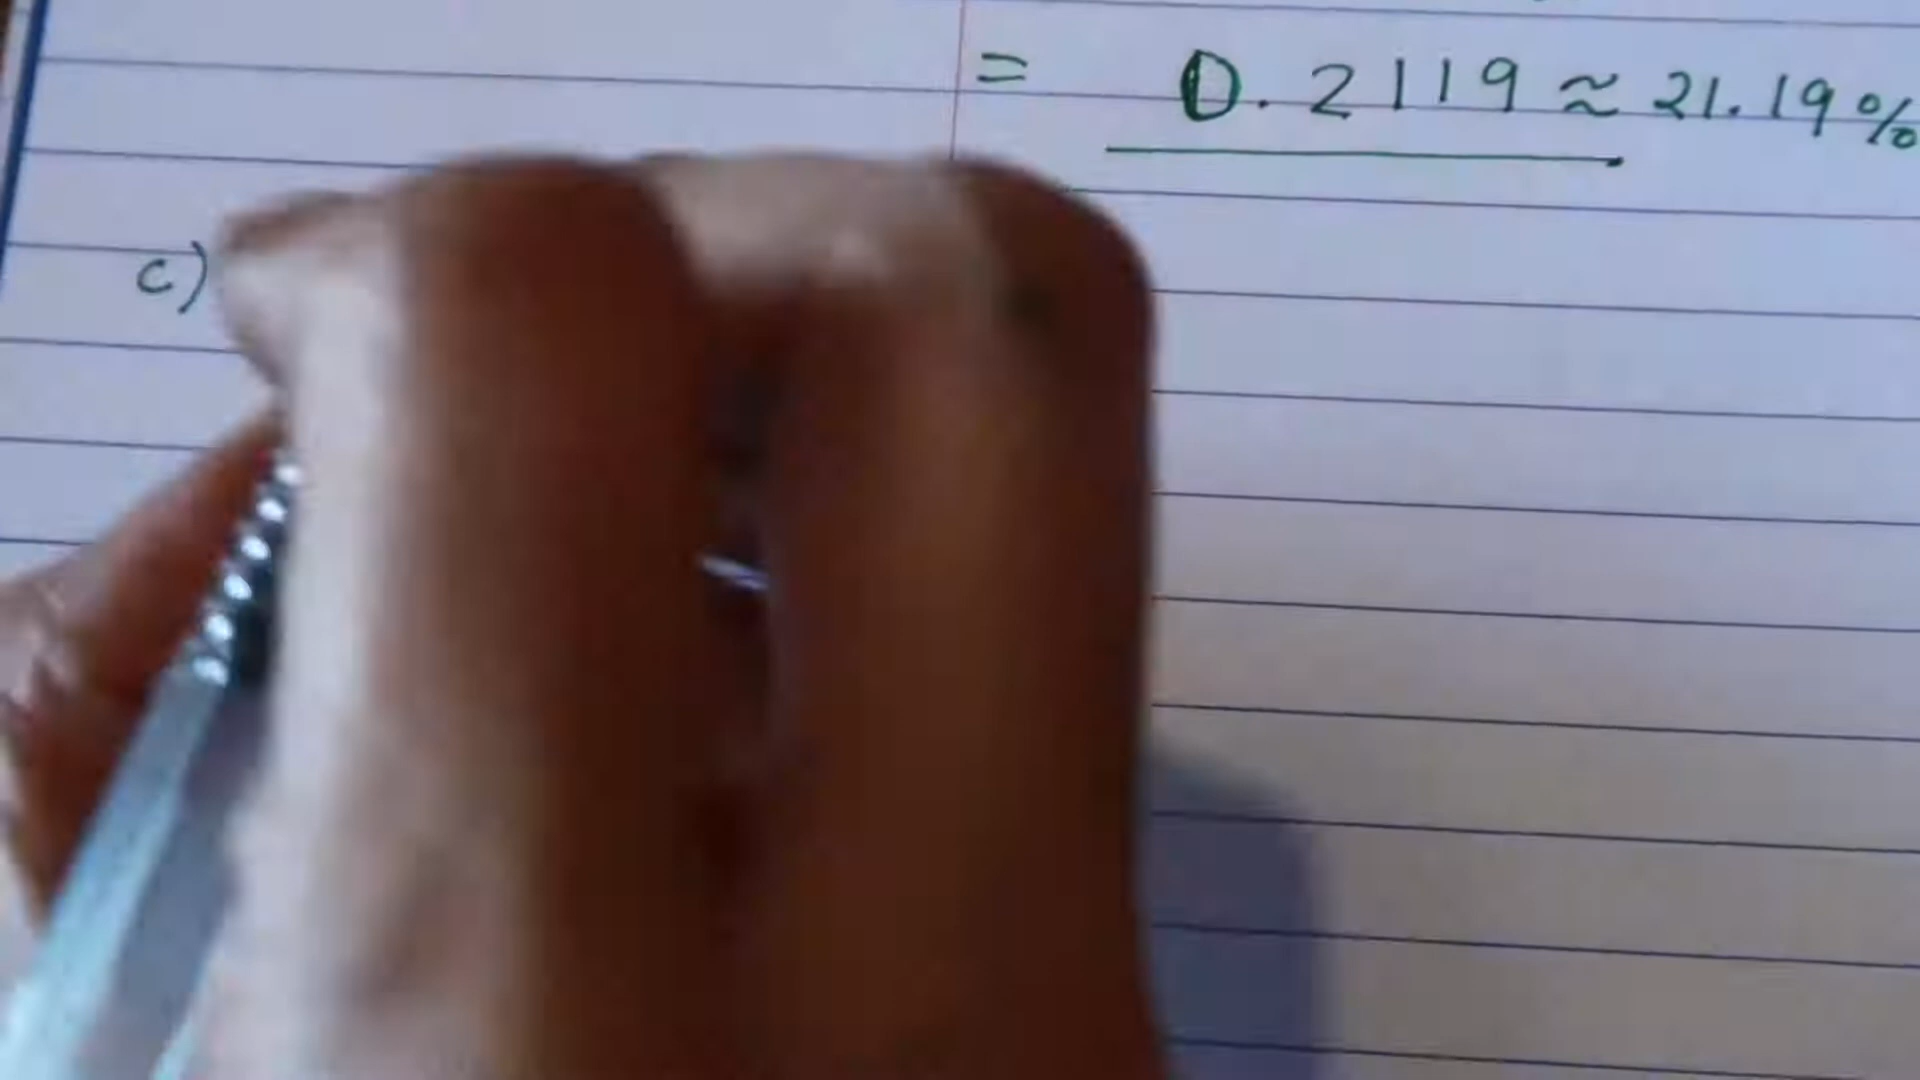 = 0.2119 ≈ 21.19%
c)